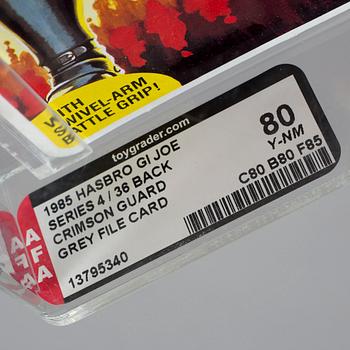 WITH
SWIVEL-ARM
BATTLE GRIP!
toygrader.com
1985 HASBRO GI JOE
SERIES 4 / 36 BACK
CRIMSON GUARD
GREY FILE CARD
13795340
80
Y-NM
C80 B80 F85
AFA